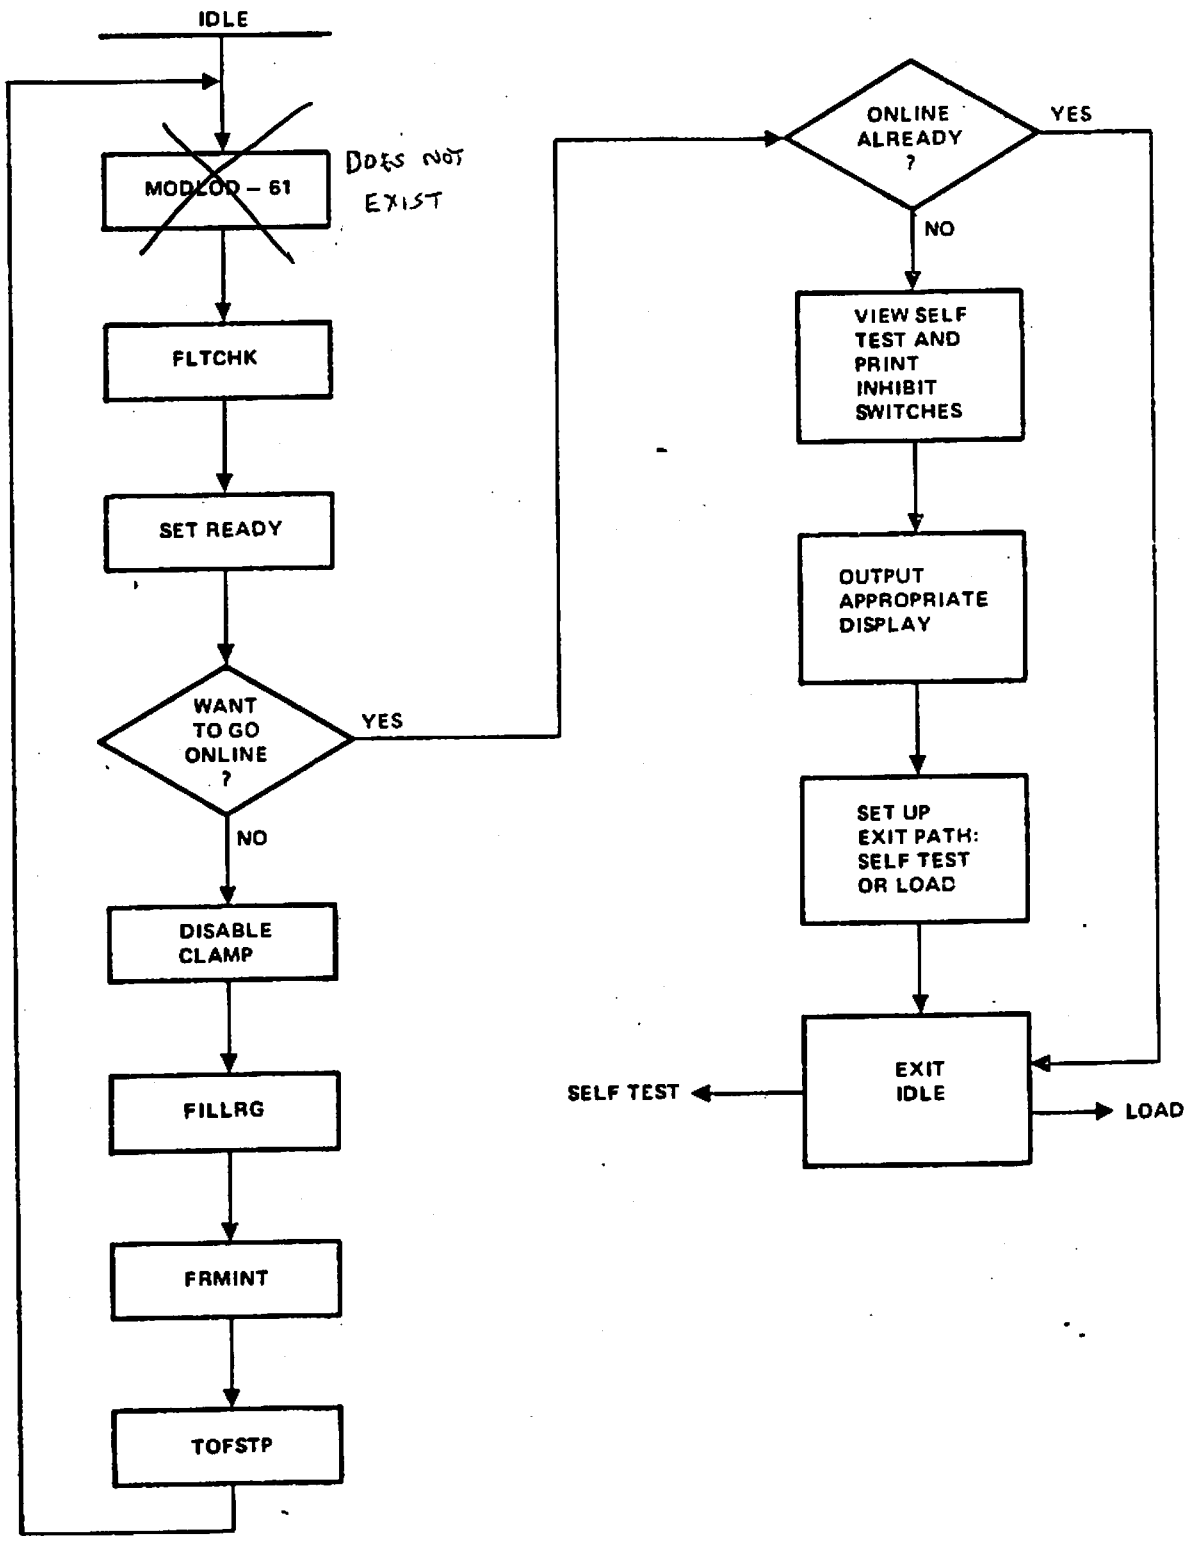 IDLE
MODLOD – 61
DOES NOT
EXIST
FLTCHK
SET READY
WANT
TO GO
ONLINE
?
YES
NO
DISABLE
CLAMP
FILLRG
FRMINT
TOFSTP
ONLINE
ALREADY
?
YES
NO
VIEW SELF
TEST AND
PRINT
INHIBIT
SWITCHES
OUTPUT
APPROPRIATE
DISPLAY
SET UP
EXIT PATH:
SELF TEST
OR LOAD
EXIT
IDLE
SELF TEST
LOAD